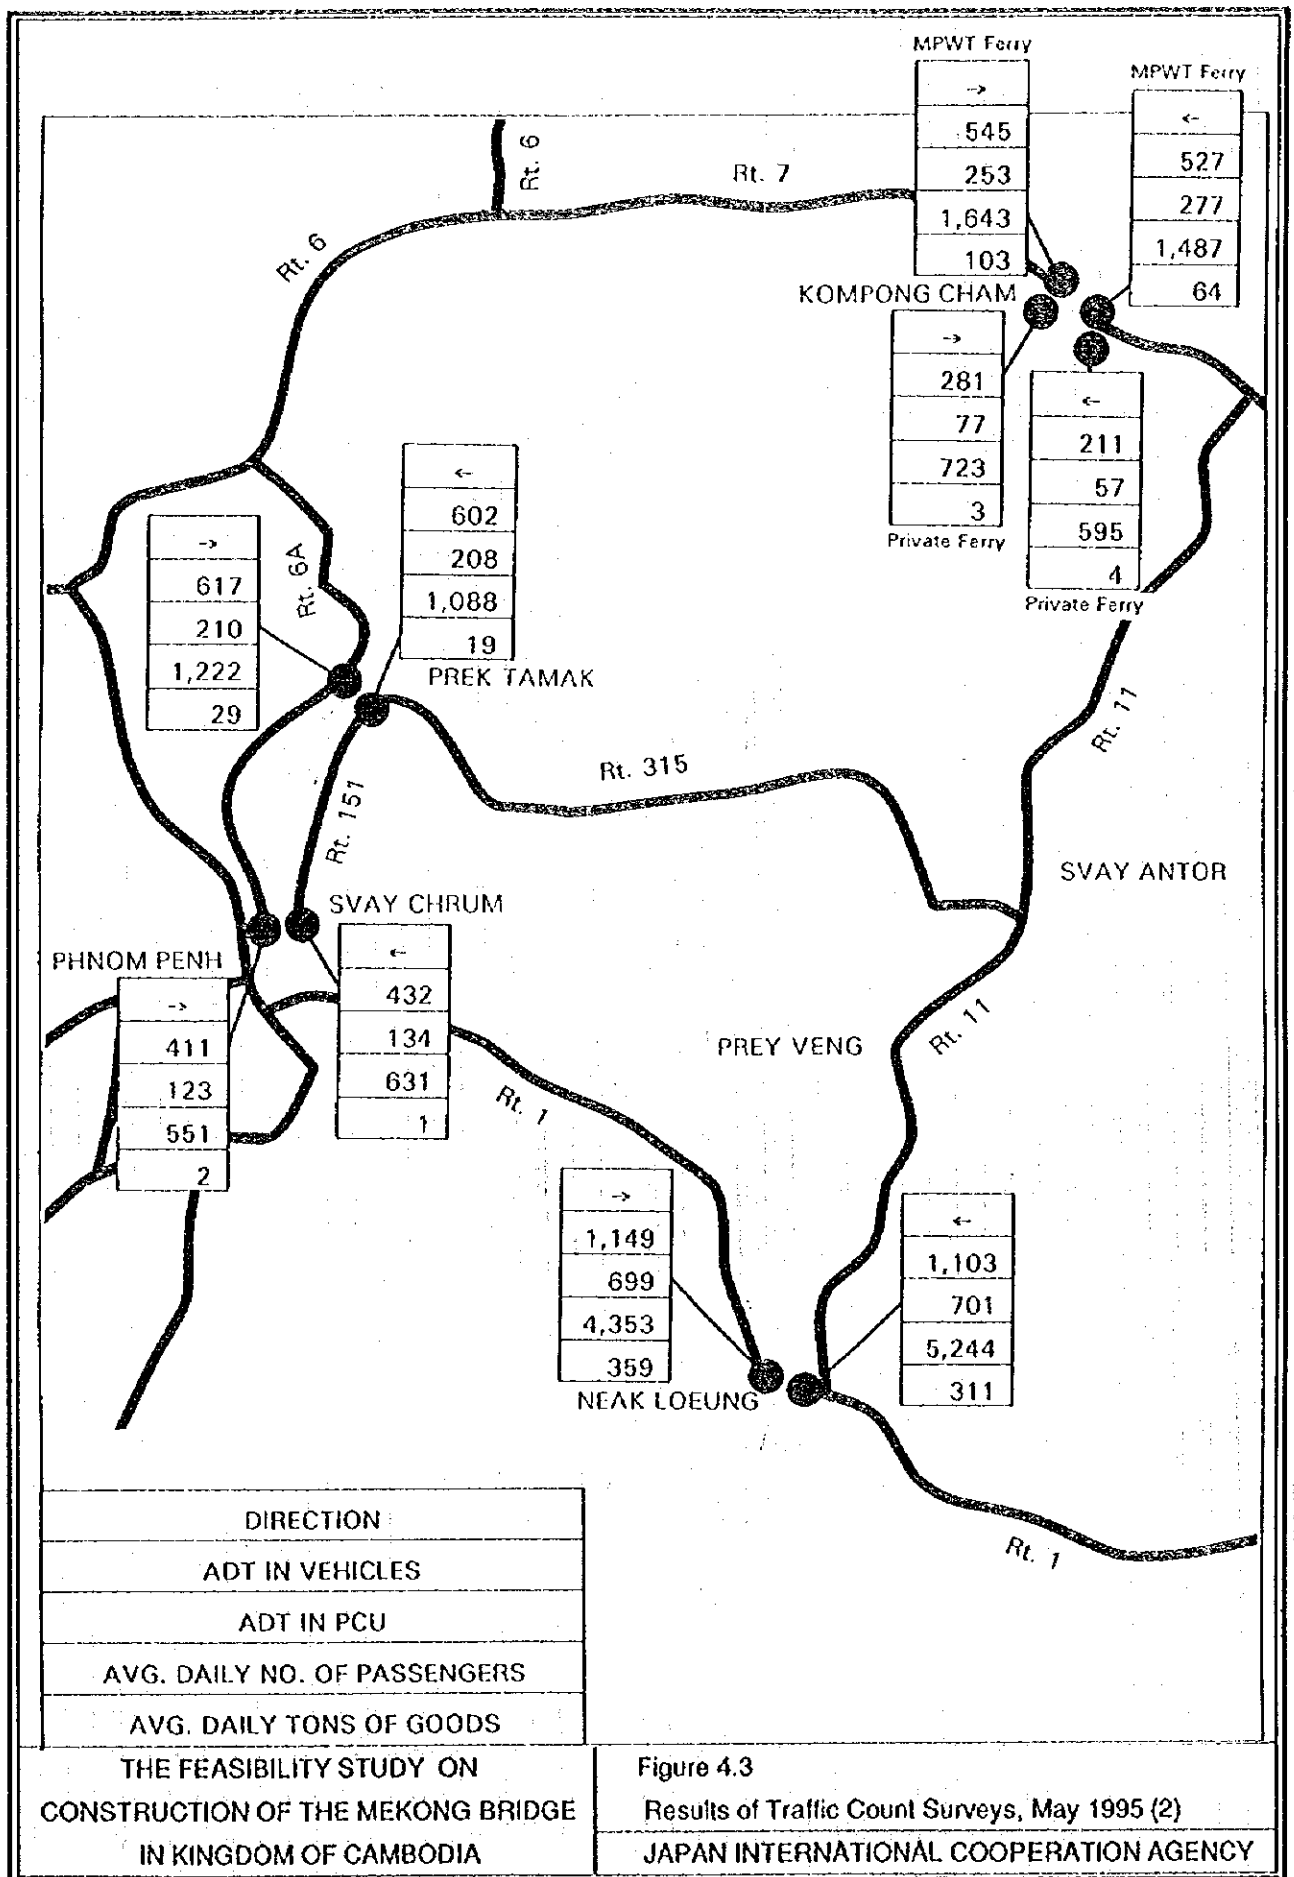 MPWT Ferry
->
545
253
1,643
103
MPWT Ferry
<-
527
277
1,487
64
Rt. 6
Rt. 7
Rt. 6
KOMPONG CHAM
->
281
77
723
3
Private Ferry
<-
211
57
595
4
Private Ferry
<-
602
208
1,088
19
->
617
210
1,222
29
Rt. 6A
PREK TAMAK
Rt. 11
Rt. 315
Rt. 151
SVAY ANTOR
SVAY CHRUM
PHNOM PENH
<-
432
134
631
1
->
411
123
551
2
PREY VENG
Rt. 11
Rt. 1
->
1,149
699
4,353
359
<-
1,103
701
5,244
311
NEAK LOEUNG
Rt. 1
DIRECTION
ADT IN VEHICLES
ADT IN PCU
AVG. DAILY NO. OF PASSENGERS
AVG. DAILY TONS OF GOODS
THE FEASIBILITY STUDY ON
CONSTRUCTION OF THE MEKONG BRIDGE
IN KINGDOM OF CAMBODIA
Figure 4.3
Results of Traffic Count Surveys, May 1995 (2)
JAPAN INTERNATIONAL COOPERATION AGENCY